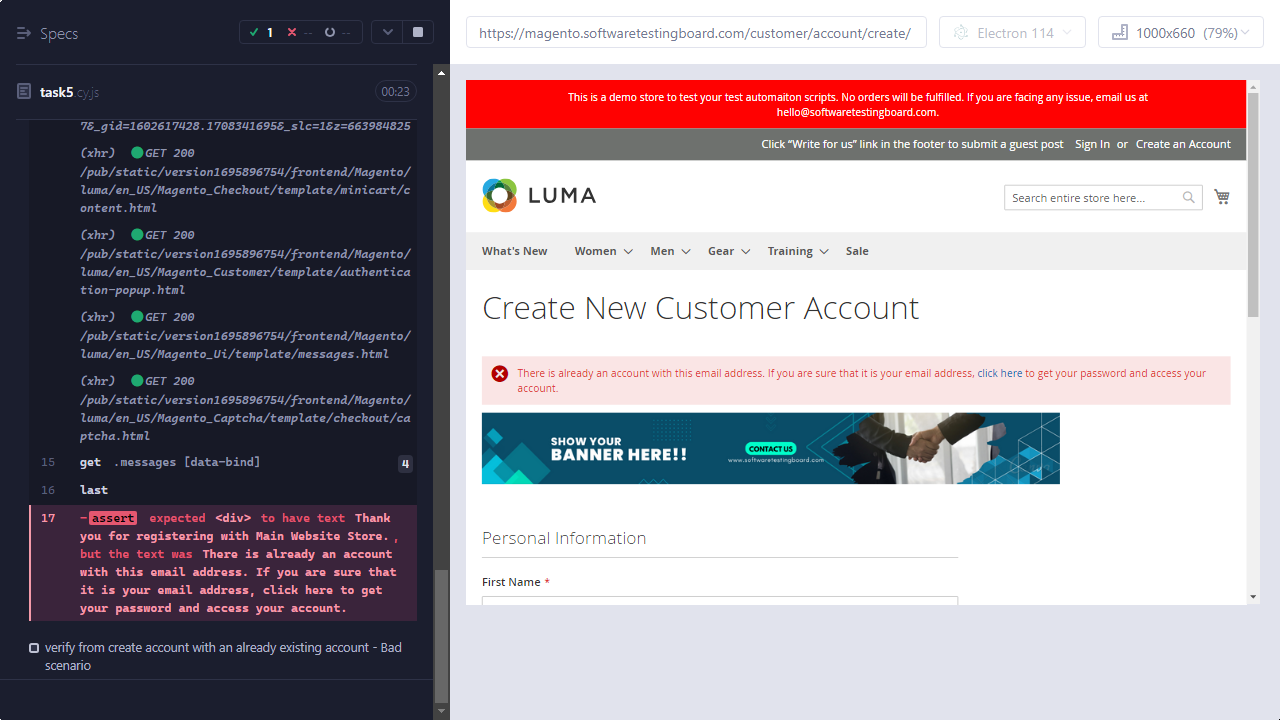 Specs
1
--
--
task5.cy.js
00:23
7&_gid=1602617428.1708341695&_slc=1&z=663984825
(xhr) GET 200
/pub/static/version1695896754/frontend/Magento/
luma/en_US/Magento_Checkout/template/minicart/c
ontent.html
(xhr) GET 200
/pub/static/version1695896754/frontend/Magento/
luma/en_US/Magento_Customer/template/authentica
tion-popup.html
(xhr) GET 200
/pub/static/version1695896754/frontend/Magento/
luma/en_US/Magento_Ui/template/messages.html
(xhr) GET 200
/pub/static/version1695896754/frontend/Magento/
luma/en_US/Magento_Captcha/template/checkout/ca
ptcha.html
15 get .messages [data-bind] 4
16 last
17 -assert expected <div> to have text Thank
you for registering with Main Website Store.,
but the text was There is already an account
with this email address. If you are sure that
it is your email address, click here to get
your password and access your account.
verify from create account with an already existing account - Bad
scenario
https://magento.softwaretestingboard.com/customer/account/create/
Electron 114
1000x660 (79%)
This is a demo store to test your test automaiton scripts. No orders will be fulfilled. If you are facing any issue, email us at
hello@softwaretestingboard.com.
Click “Write for us” link in the footer to submit a guest post Sign In or Create an Account
LUMA
Search entire store here...
What's New Women Men Gear Training Sale
Create New Customer Account
There is already an account with this email address. If you are sure that it is your email address, click here to get your password and access your
account.
SHOW YOUR
BANNER HERE!!
CONTACT US
www.softwaretestingboard.com
Personal Information
First Name *